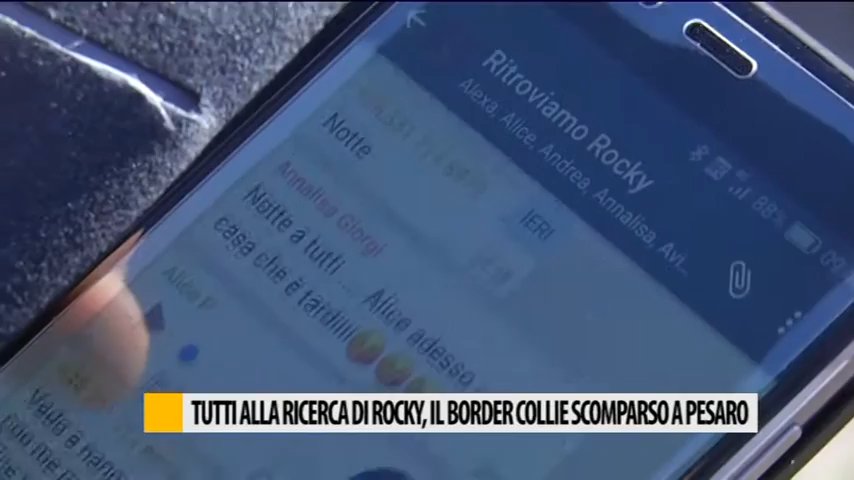 Ritroviamo Rocky
Alexa, Alice, Andrea, Annalisa, Avi...
88%
IERI
Notte
Annalisa Giorgi
Notte a tutti.... Alice adesso
casa che è tardiiii
TUTTI ALLA RICERCA DI ROCKY, IL BORDER COLLIE SCOMPARSO A PESARO